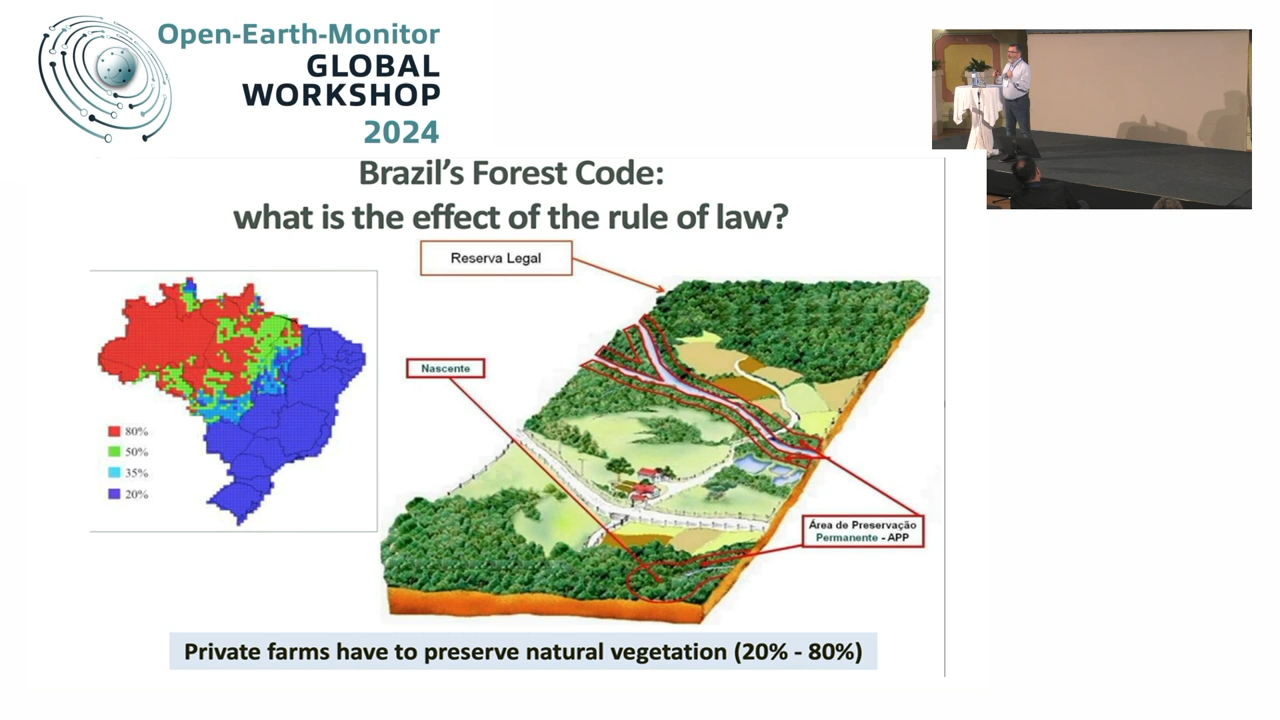 Open-Earth-Monitor
GLOBAL
WORKSHOP
2024
Brazil's Forest Code:
what is the effect of the rule of law?
Reserva Legal
Nascente
80%
50%
35%
20%
Área de Preservação
Permanente - APP
Private farms have to preserve natural vegetation (20% - 80%)